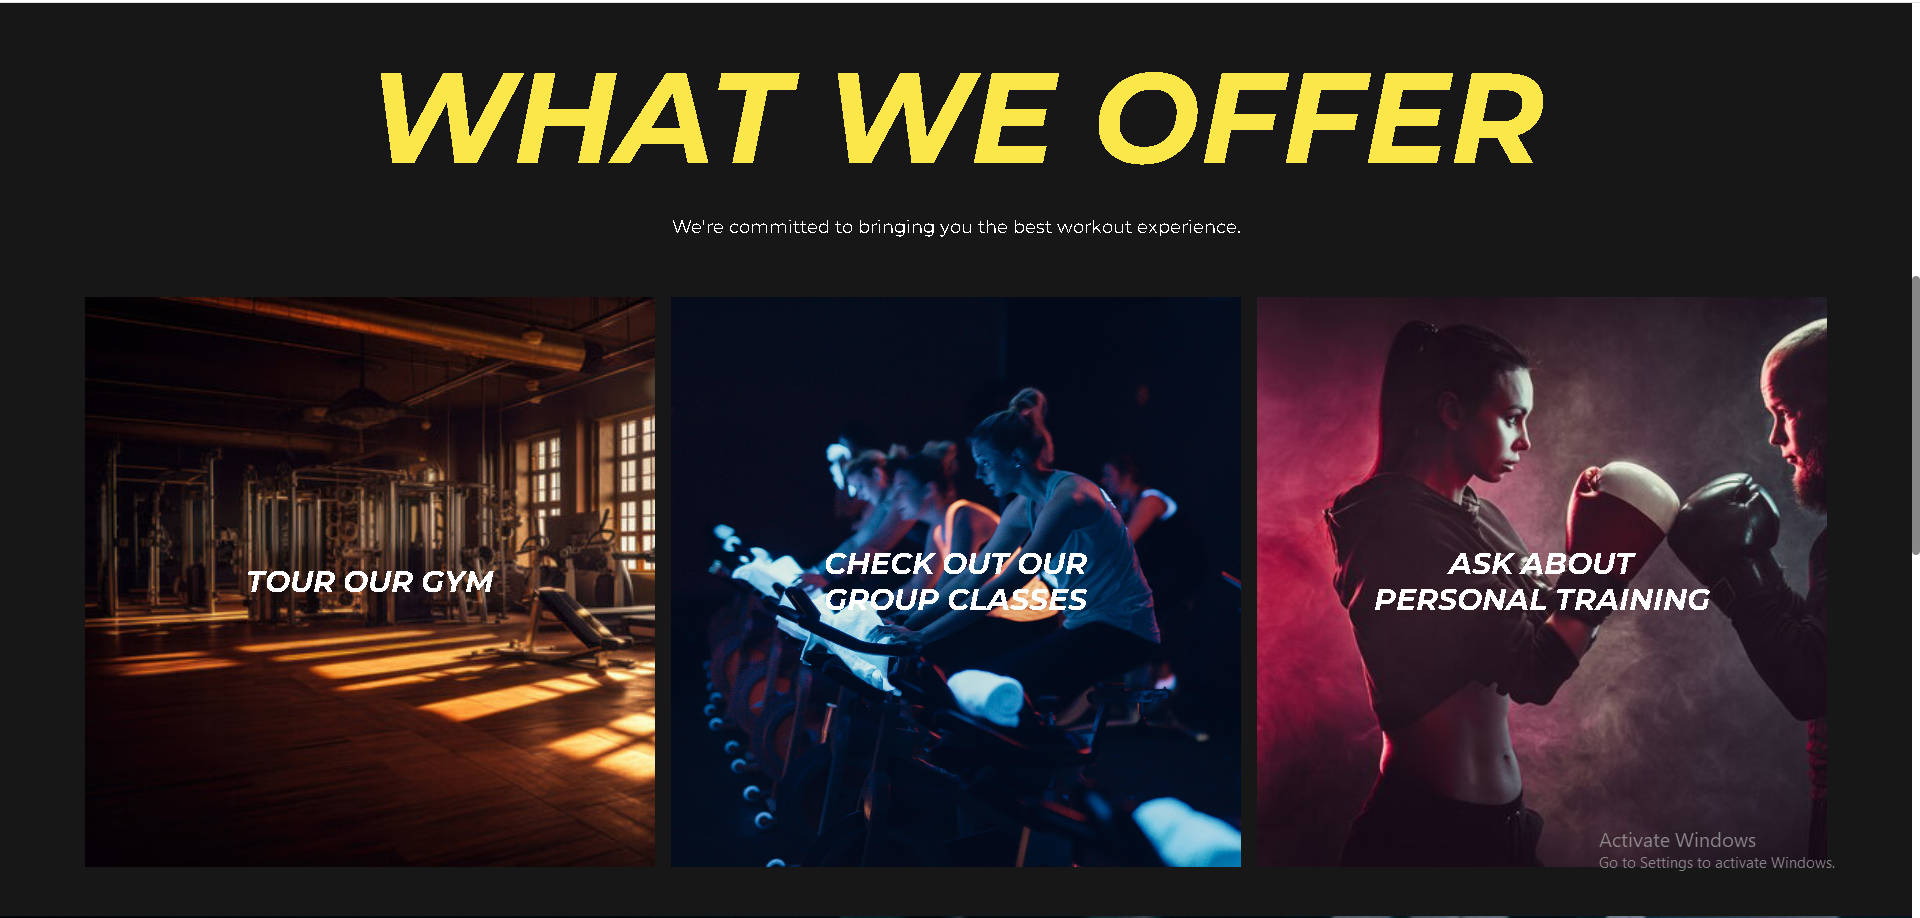 WHAT WE OFFER
We're committed to bringing you the best workout experience.
TOUR OUR GYM
CHECK OUT OUR
GROUP CLASSES
ASK ABOUT
PERSONAL TRAINING
Activate Windows
Go to Settings to activate Windows.